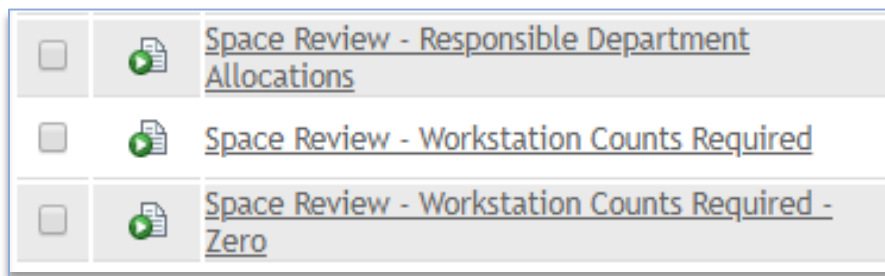 Space Review - Responsible Department
Allocations
Space Review - Workstation Counts Required
Space Review - Workstation Counts Required -
Zero